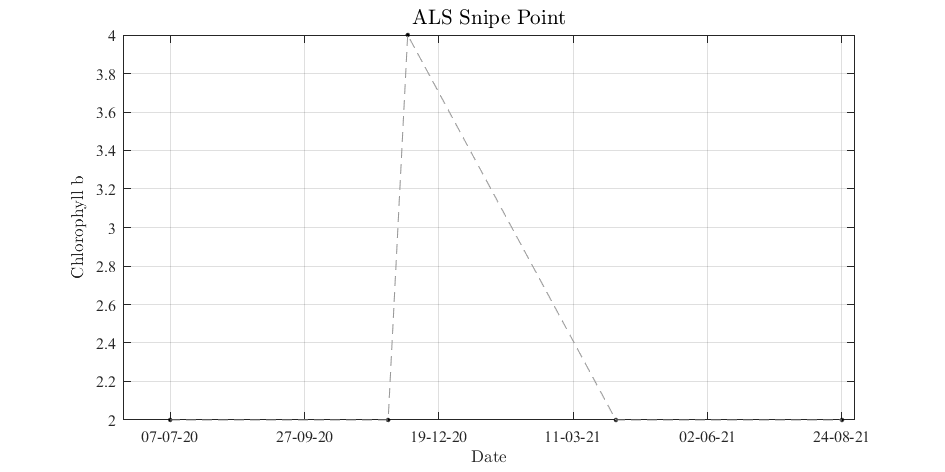 ALS Snipe Point
4
3.8
3.6
3.4
3.2
3
2.8
2.6
2.4
2.2
2
Chlorophyll b
07-07-20 27-09-20 19-12-20 11-03-21 02-06-21 24-08-21
Date